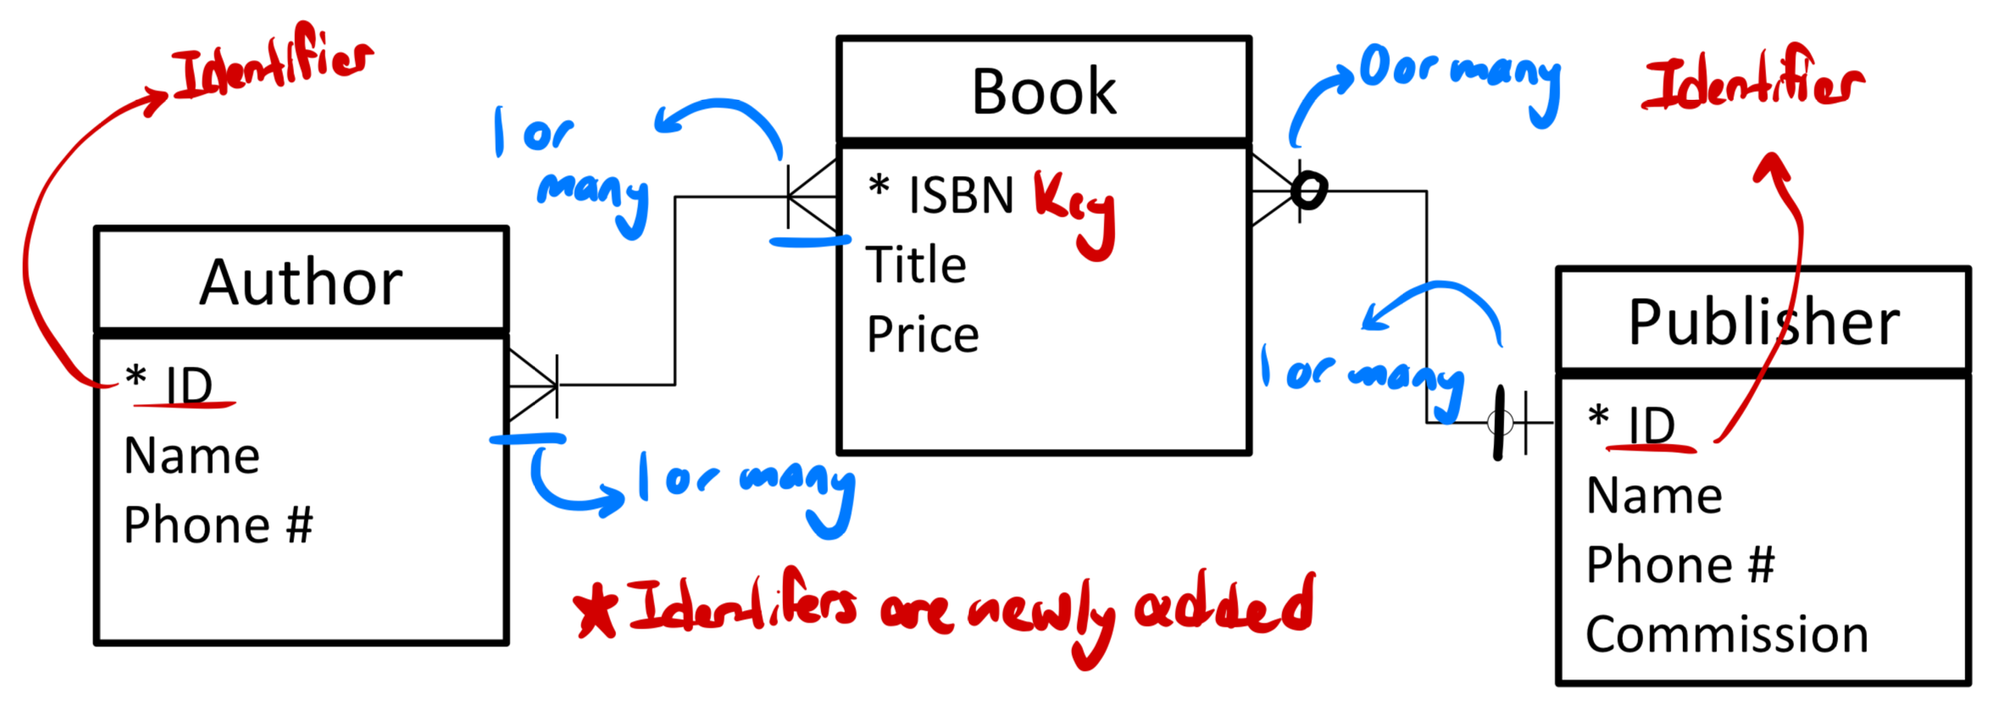 Identifier
Author
* ID
Name
Phone #
1 or
many
1 or many
Book
* ISBN Key
Title
Price
0 or many
1 or many
Identifier
Publisher
* ID
Name
Phone #
Commission
★ Identifers are newly added